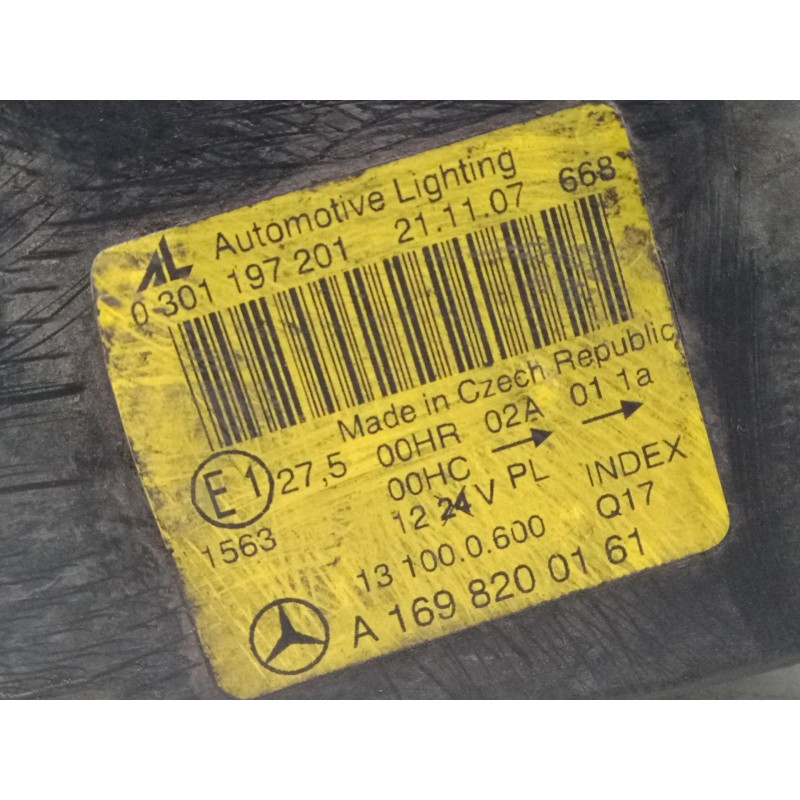 AL Automotive Lighting
0 301 197 201 21.11.07 668
Made in Czech Republic
E1 27,5 00HR 02A 01 1a
00HC → →
1563 12 24V PL INDEX
13 100.0.600 Q17
A 169 820 01 61